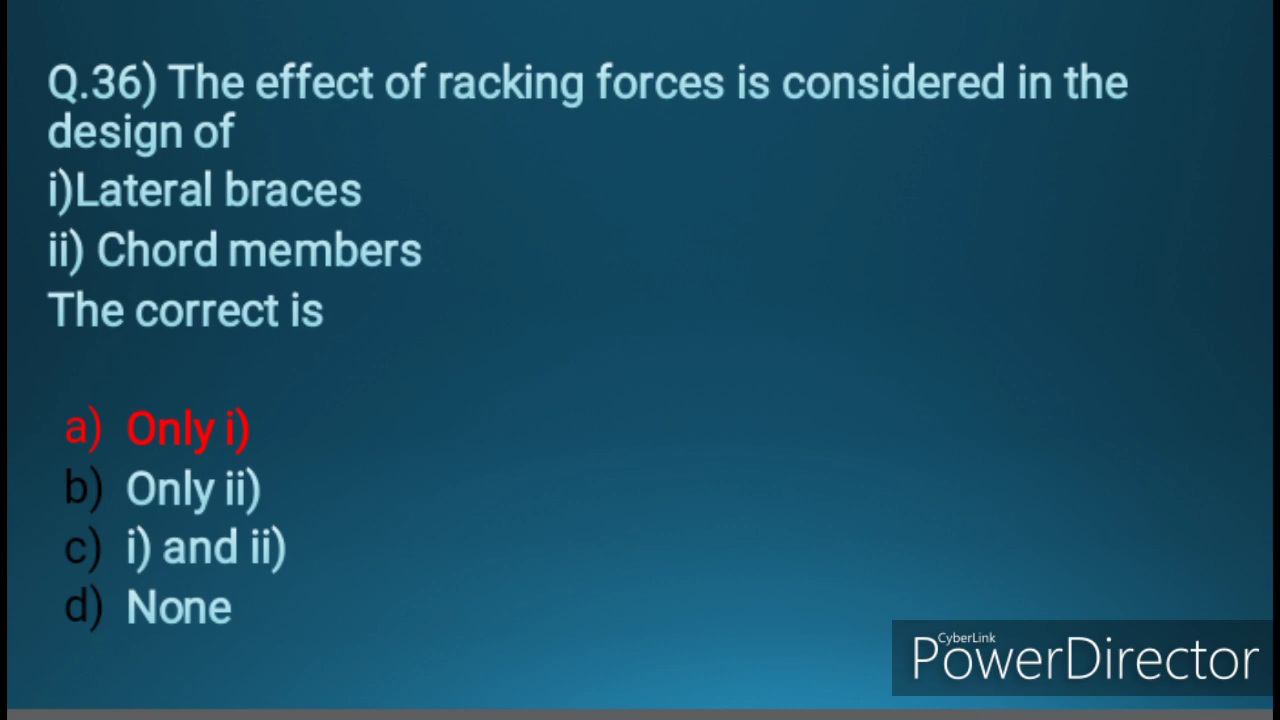 Q.36) The effect of racking forces is considered in the
design of
i)Lateral braces
ii) Chord members
The correct is
a) Only i)
b) Only ii)
c) i) and ii)
d) None
CyberLink
PowerDirector